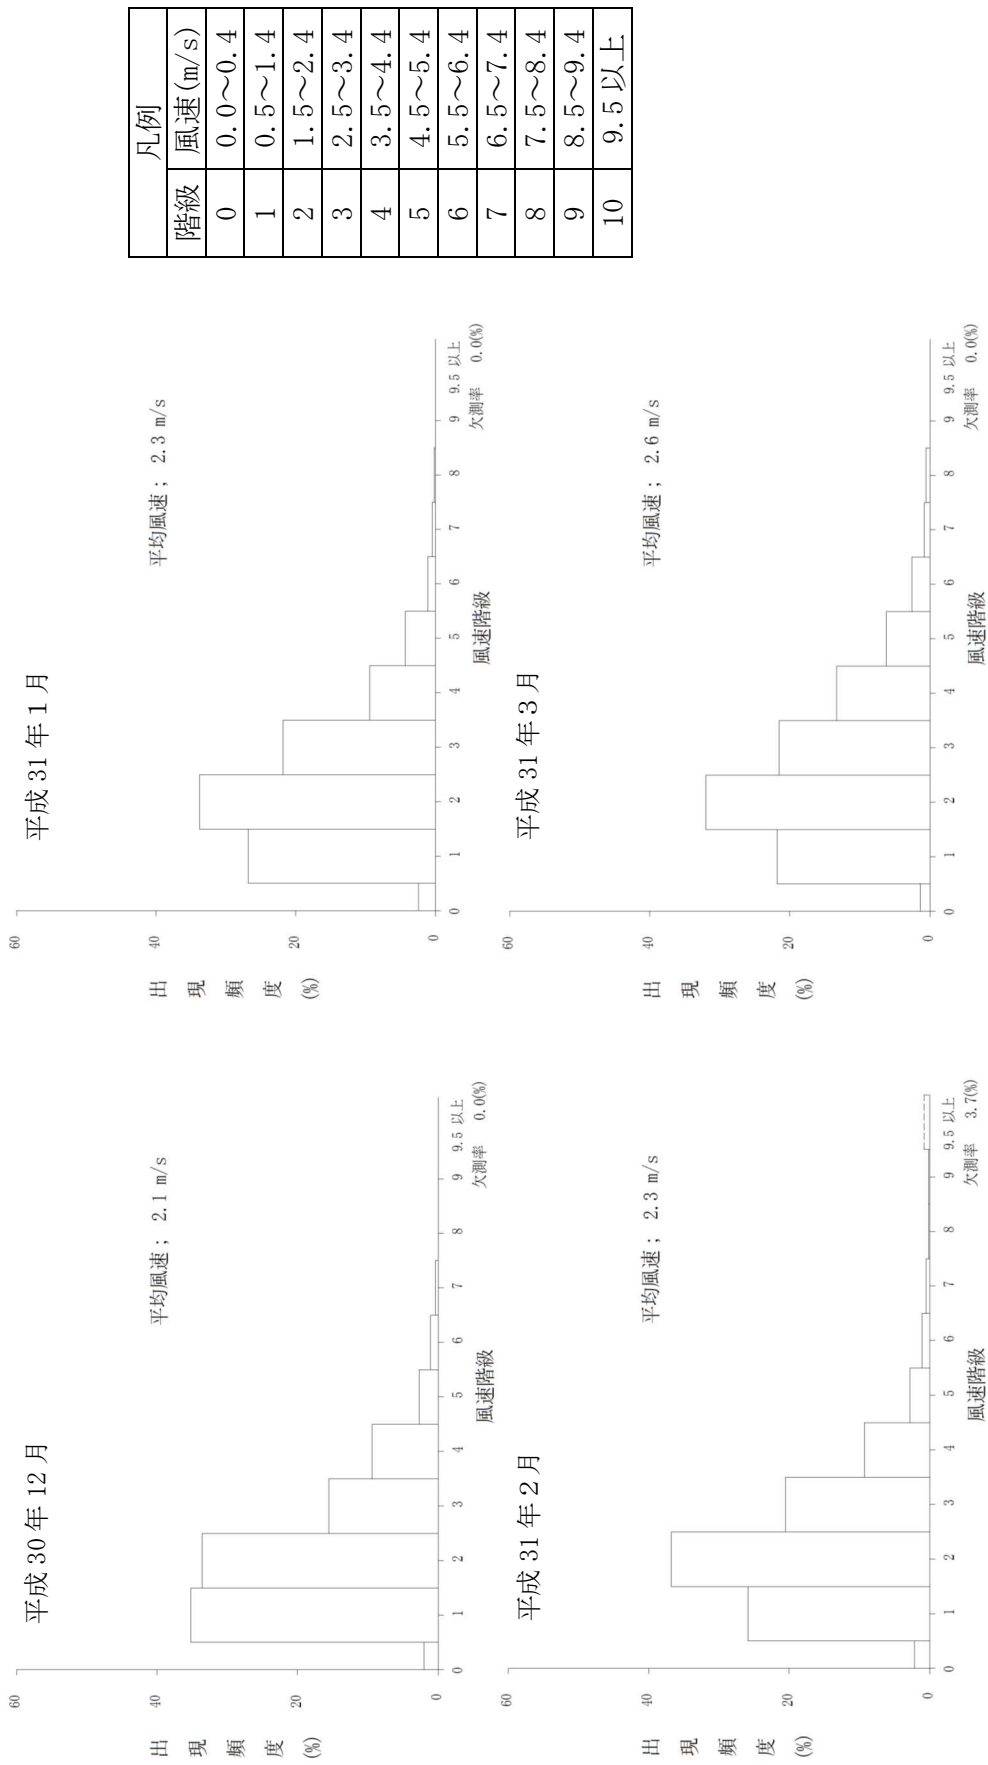 平成 30 年 12 月
平均風速； 2.1 m/s
出現頻度(%)
60
40
20
0
0 1 2 3 4 5 6 7 8 9 9.5 以上
風速階級
欠測率 0.0(%)
平成 31 年 1 月
平均風速； 2.3 m/s
出現頻度(%)
60
40
20
0
0 1 2 3 4 5 6 7 8 9 9.5 以上
風速階級
欠測率 0.0(%)
凡例
階級 風速(m/s)
0 0.0～0.4
1 0.5～1.4
2 1.5～2.4
3 2.5～3.4
4 3.5～4.4
5 4.5～5.4
6 5.5～6.4
7 6.5～7.4
8 7.5～8.4
9 8.5～9.4
10 9.5 以上
平成 31 年 2 月
平均風速； 2.3 m/s
出現頻度(%)
60
40
20
0
0 1 2 3 4 5 6 7 8 9 9.5 以上
風速階級
欠測率 3.7(%)
平成 31 年 3 月
平均風速； 2.6 m/s
出現頻度(%)
60
40
20
0
0 1 2 3 4 5 6 7 8 9 9.5 以上
風速階級
欠測率 0.0(%)